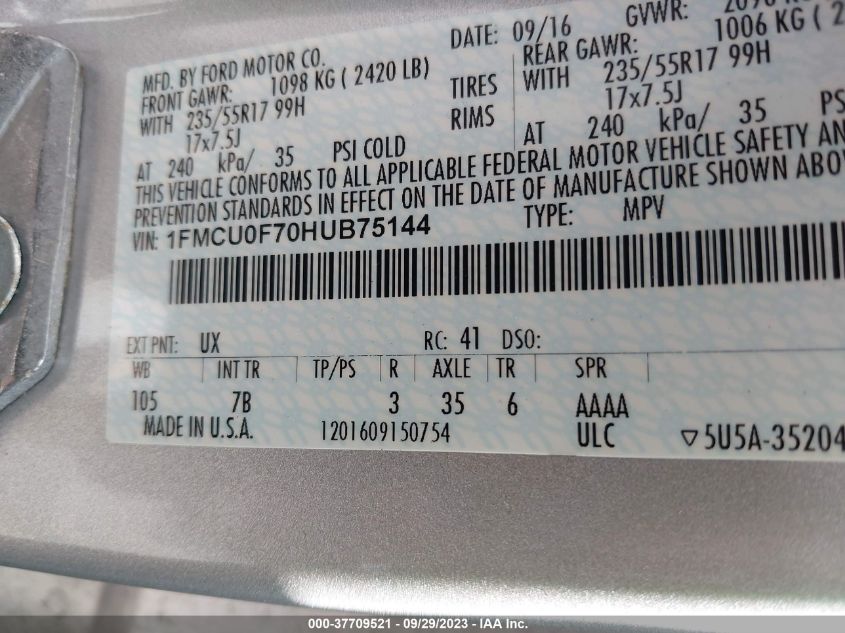 MFD. BY FORD MOTOR CO. DATE: 09/16 GVWR:
FRONT GAWR: 1098 KG ( 2420 LB) REAR GAWR: 1006 KG (
WITH 235/55R17 99H TIRES WITH 235/55R17 99H
17x7.5J RIMS 17x7.5J
AT 240 kPa/ 35 PSI COLD AT 240 kPa/ 35
THIS VEHICLE CONFORMS TO ALL APPLICABLE FEDERAL MOTOR VEHICLE SAFETY
PREVENTION STANDARDS IN EFFECT ON THE DATE OF MANUFACTURE SHOWN
VIN: 1FMCU0F70HUB75144 TYPE: MPV
EXT PNT: UX RC: 41 DSO:
WB INT TR TP/PS R AXLE TR SPR
105 7B 3 35 6 AAAA
MADE IN U.S.A. 1201609150754 ULC ▽5U5A-35204
000-37709521 - 09/29/2023 - IAA Inc.